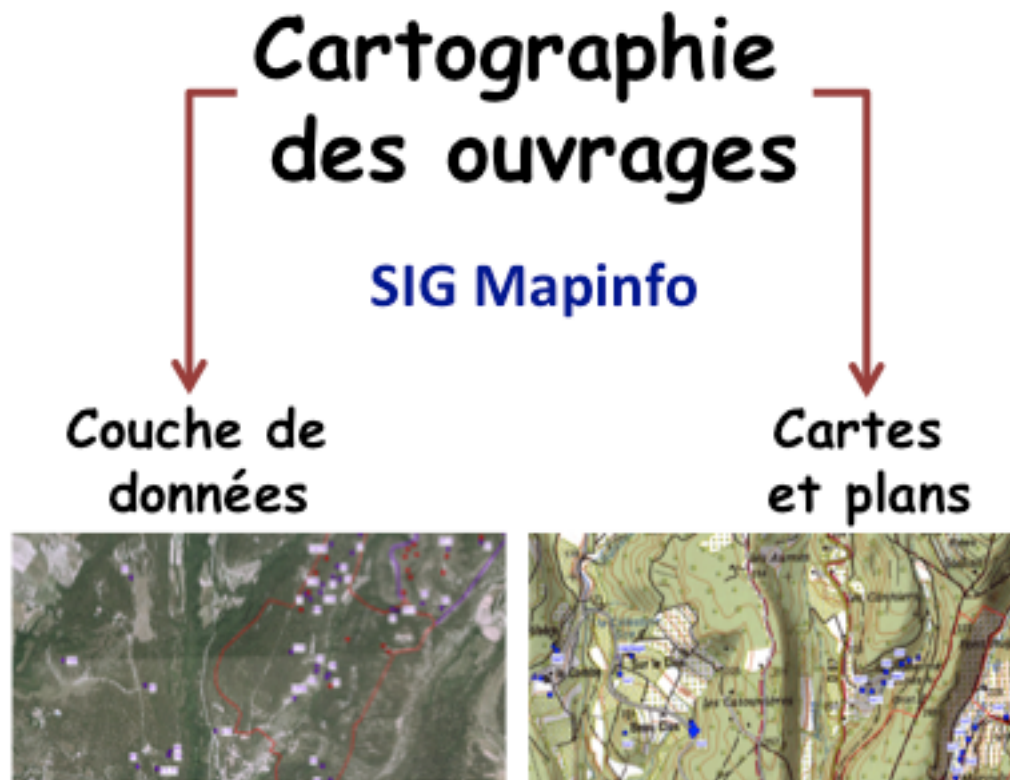 Cartographie
des ouvrages
SIG Mapinfo
Couche de
données
Cartes
et plans